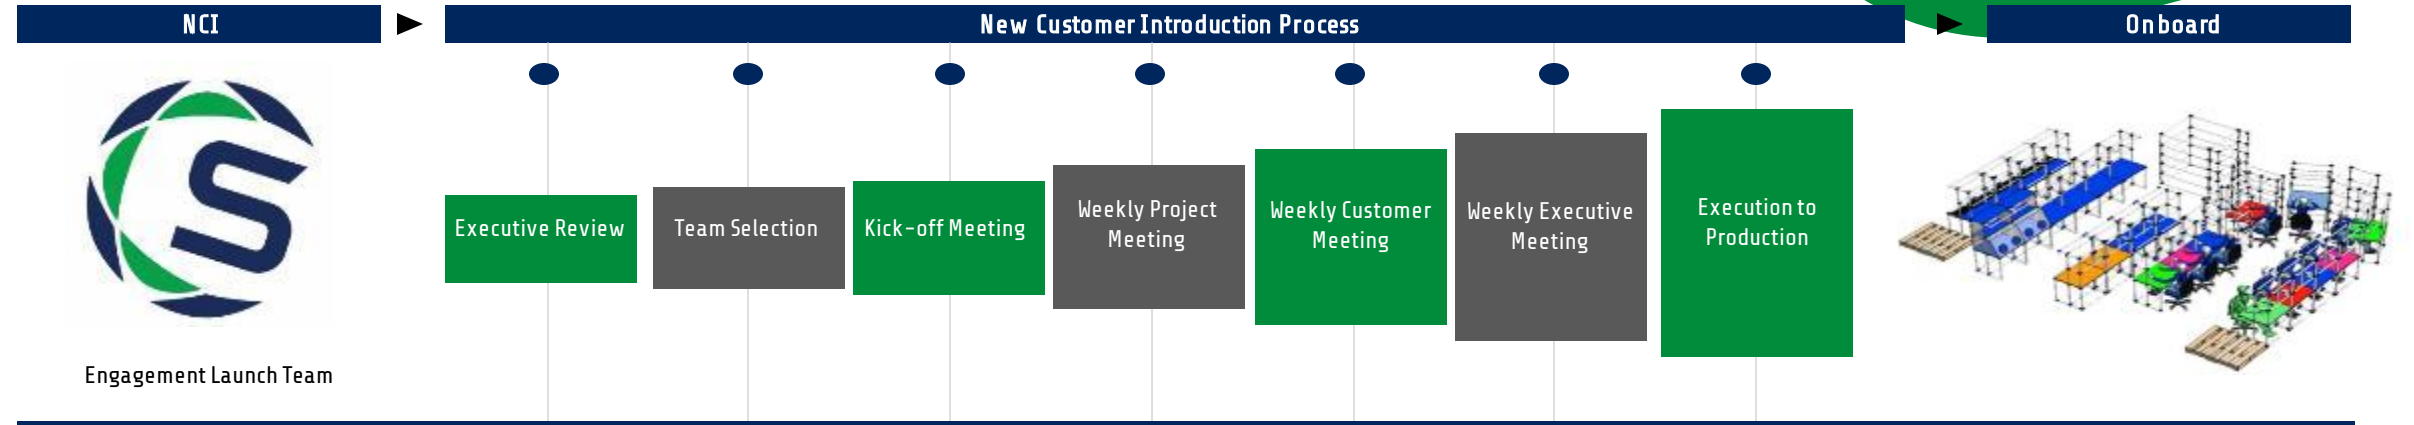 NCI
New Customer Introduction Process
Onboard
Executive Review
Team Selection
Kick-off Meeting
Weekly Project
Meeting
Weekly Customer
Meeting
Weekly Executive
Meeting
Execution to
Production
S
Engagement Launch Team